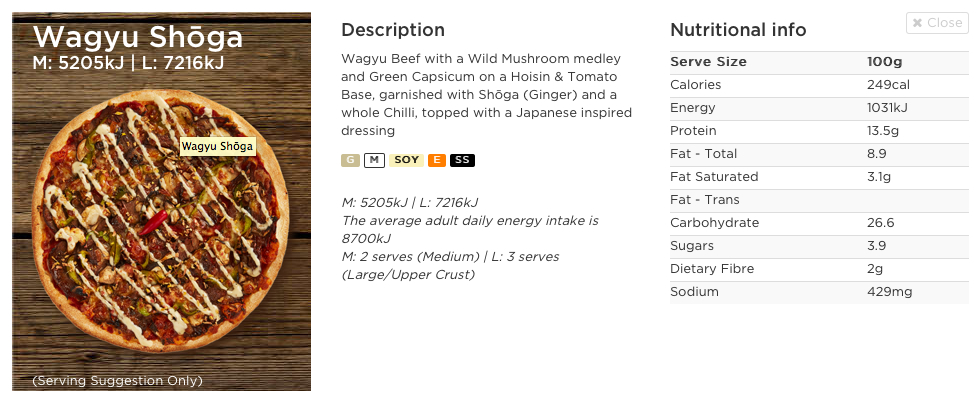 Wagyu Shōga
M: 5205kJ | L: 7216kJ
Wagyu Shōga
(Serving Suggestion Only)
Description
Wagyu Beef with a Wild Mushroom medley
and Green Capsicum on a Hoisin & Tomato
Base, garnished with Shōga (Ginger) and a
whole Chilli, topped with a Japanese inspired
dressing
G M SOY E SS
M: 5205kJ | L: 7216kJ
The average adult daily energy intake is
8700kJ
M: 2 serves (Medium) | L: 3 serves
(Large/Upper Crust)
✖ Close
Nutritional info
Serve Size 100g
Calories 249cal
Energy 1031kJ
Protein 13.5g
Fat - Total 8.9
Fat Saturated 3.1g
Fat - Trans
Carbohydrate 26.6
Sugars 3.9
Dietary Fibre 2g
Sodium 429mg